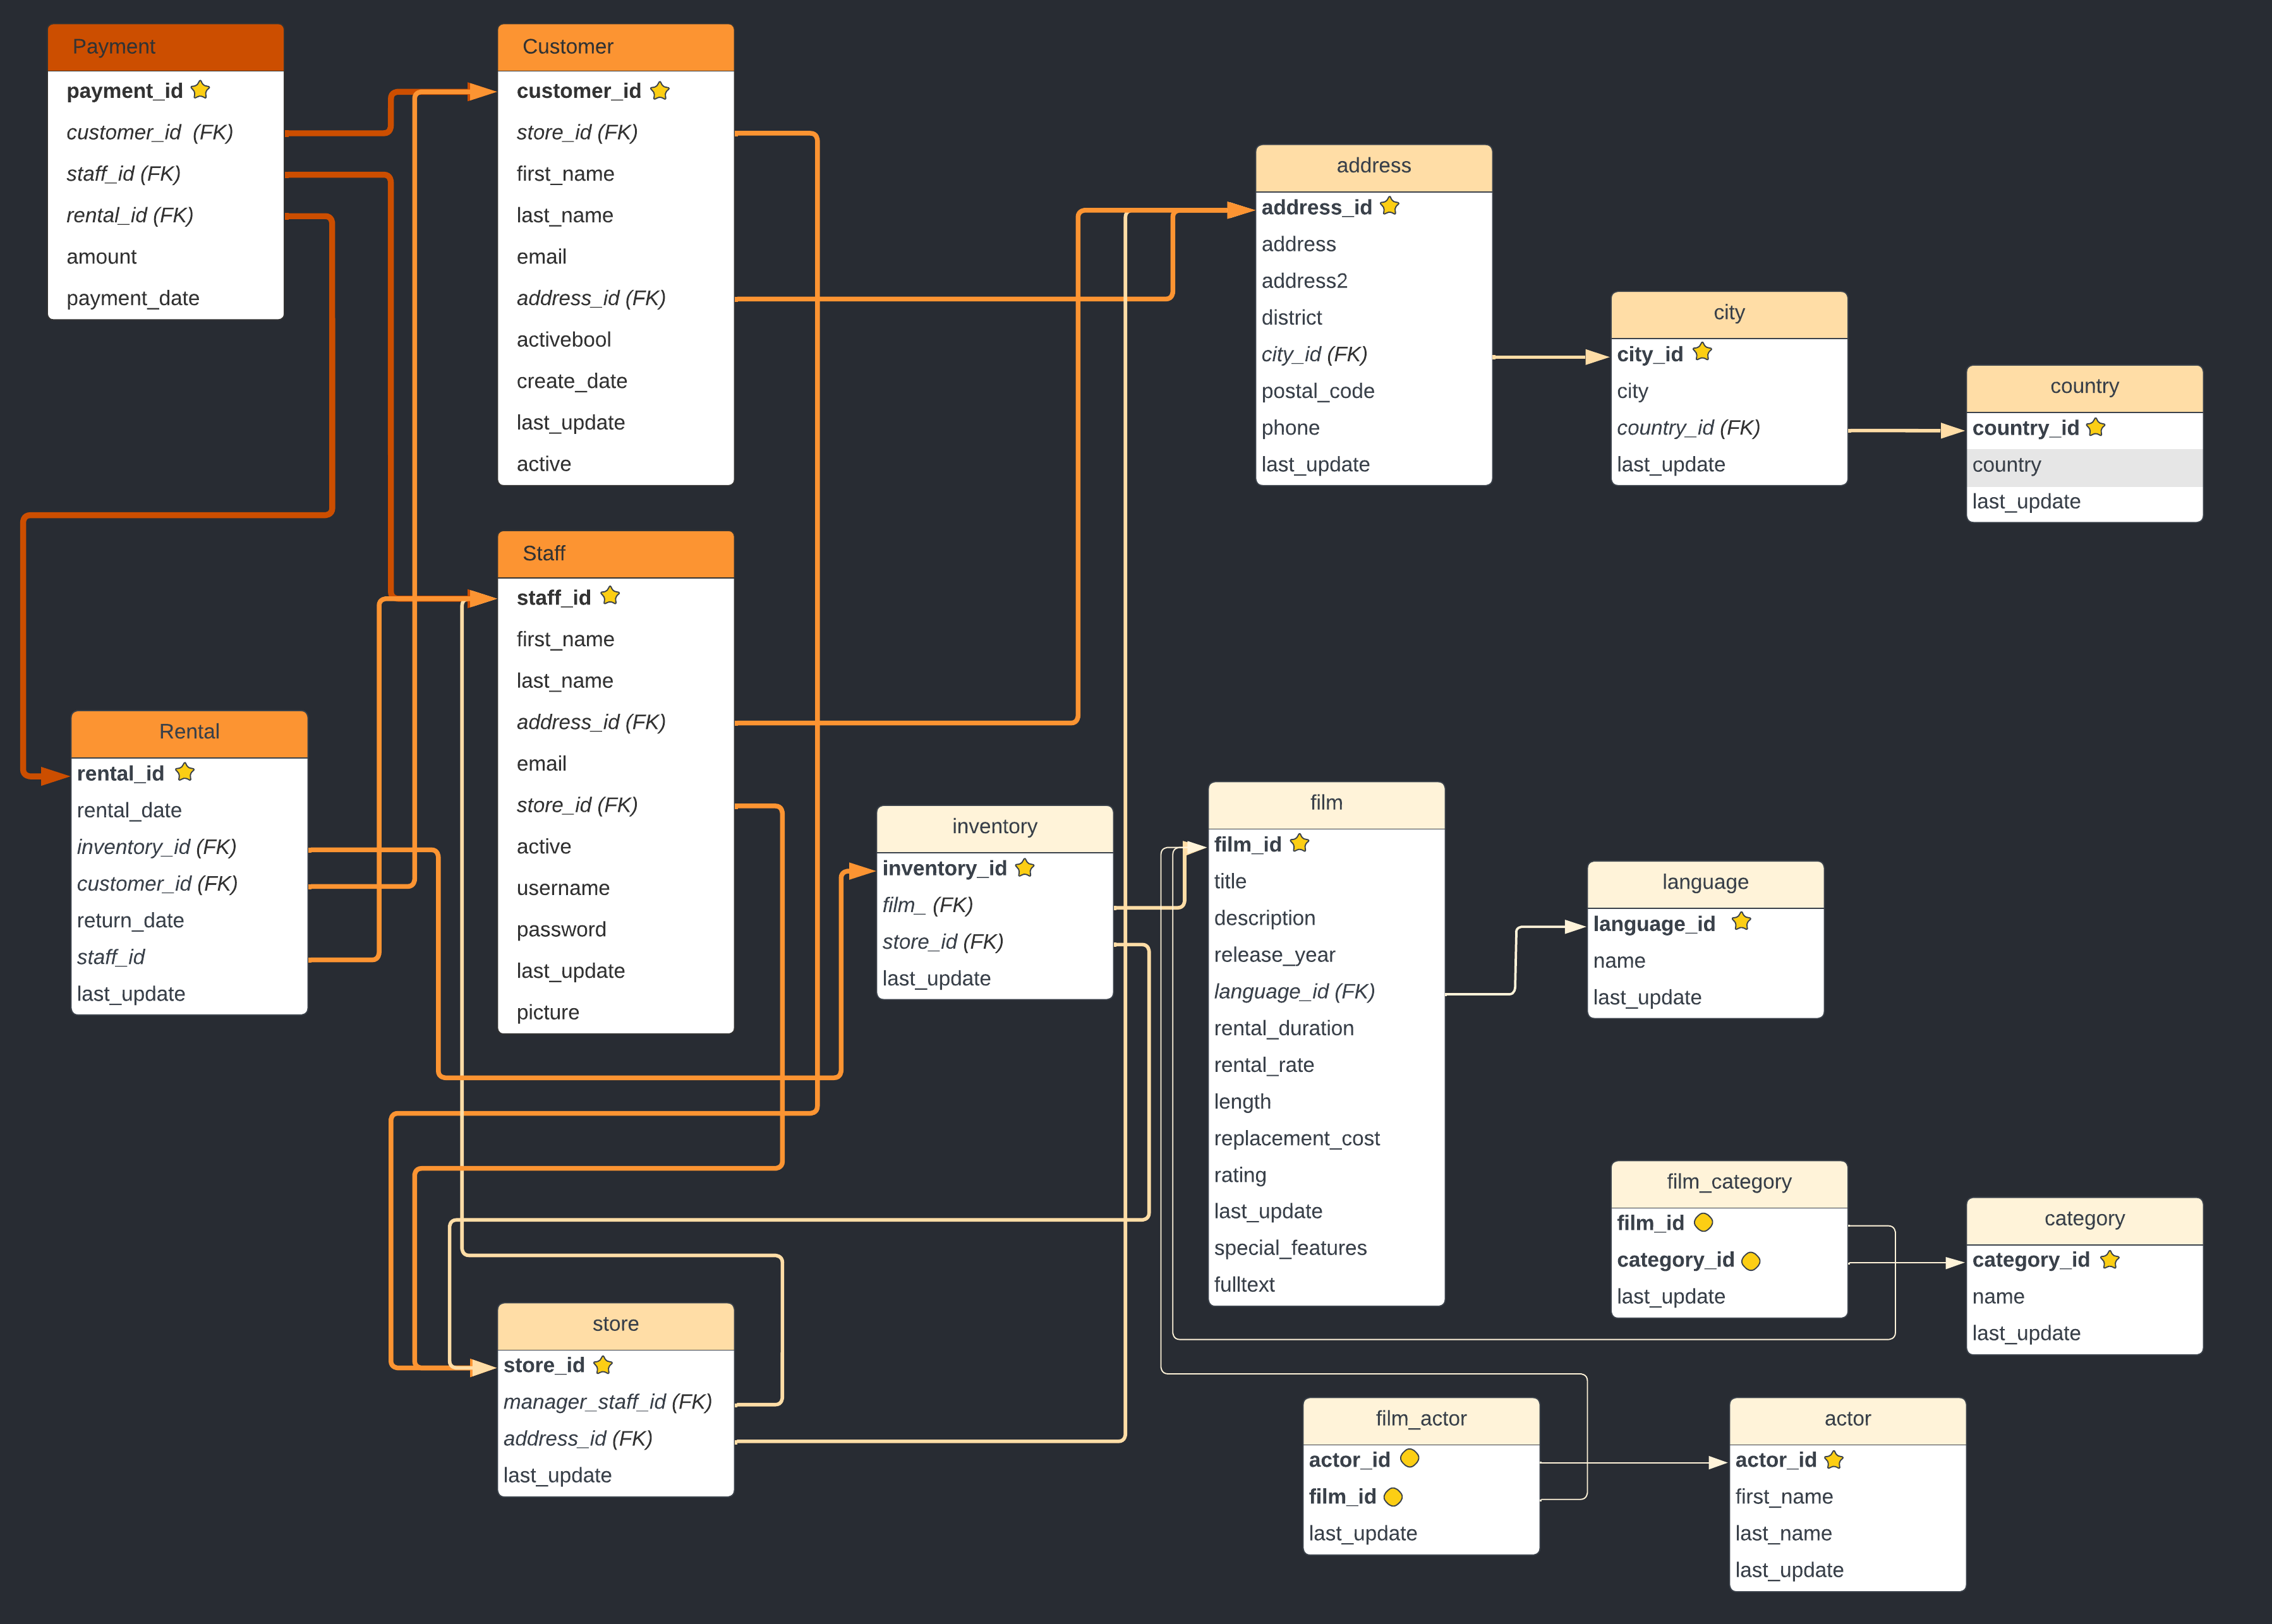 Payment
payment_id
customer_id  (FK)
staff_id (FK)
rental_id (FK)
amount
payment_date
Customer
customer_id
store_id (FK)
first_name
last_name
email
address_id (FK)
activebool
create_date
last_update
active
address
address_id
address
address2
district
city_id (FK)
postal_code
phone
last_update
city
city_id
city
country_id (FK)
last_update
country
country_id
country
last_update
Staff
staff_id
first_name
last_name
address_id (FK)
email
store_id (FK)
active
username
password
last_update
picture
Rental
rental_id
rental_date
inventory_id (FK)
customer_id (FK)
return_date
staff_id
last_update
inventory
inventory_id
film_ (FK)
store_id (FK)
last_update
film
film_id
title
description
release_year
language_id (FK)
rental_duration
rental_rate
length
replacement_cost
rating
last_update
special_features
fulltext
language
language_id
name
last_update
film_category
film_id
category_id
last_update
category
category_id
name
last_update
store
store_id
manager_staff_id (FK)
address_id (FK)
last_update
film_actor
actor_id
film_id
last_update
actor
actor_id
first_name
last_name
last_update